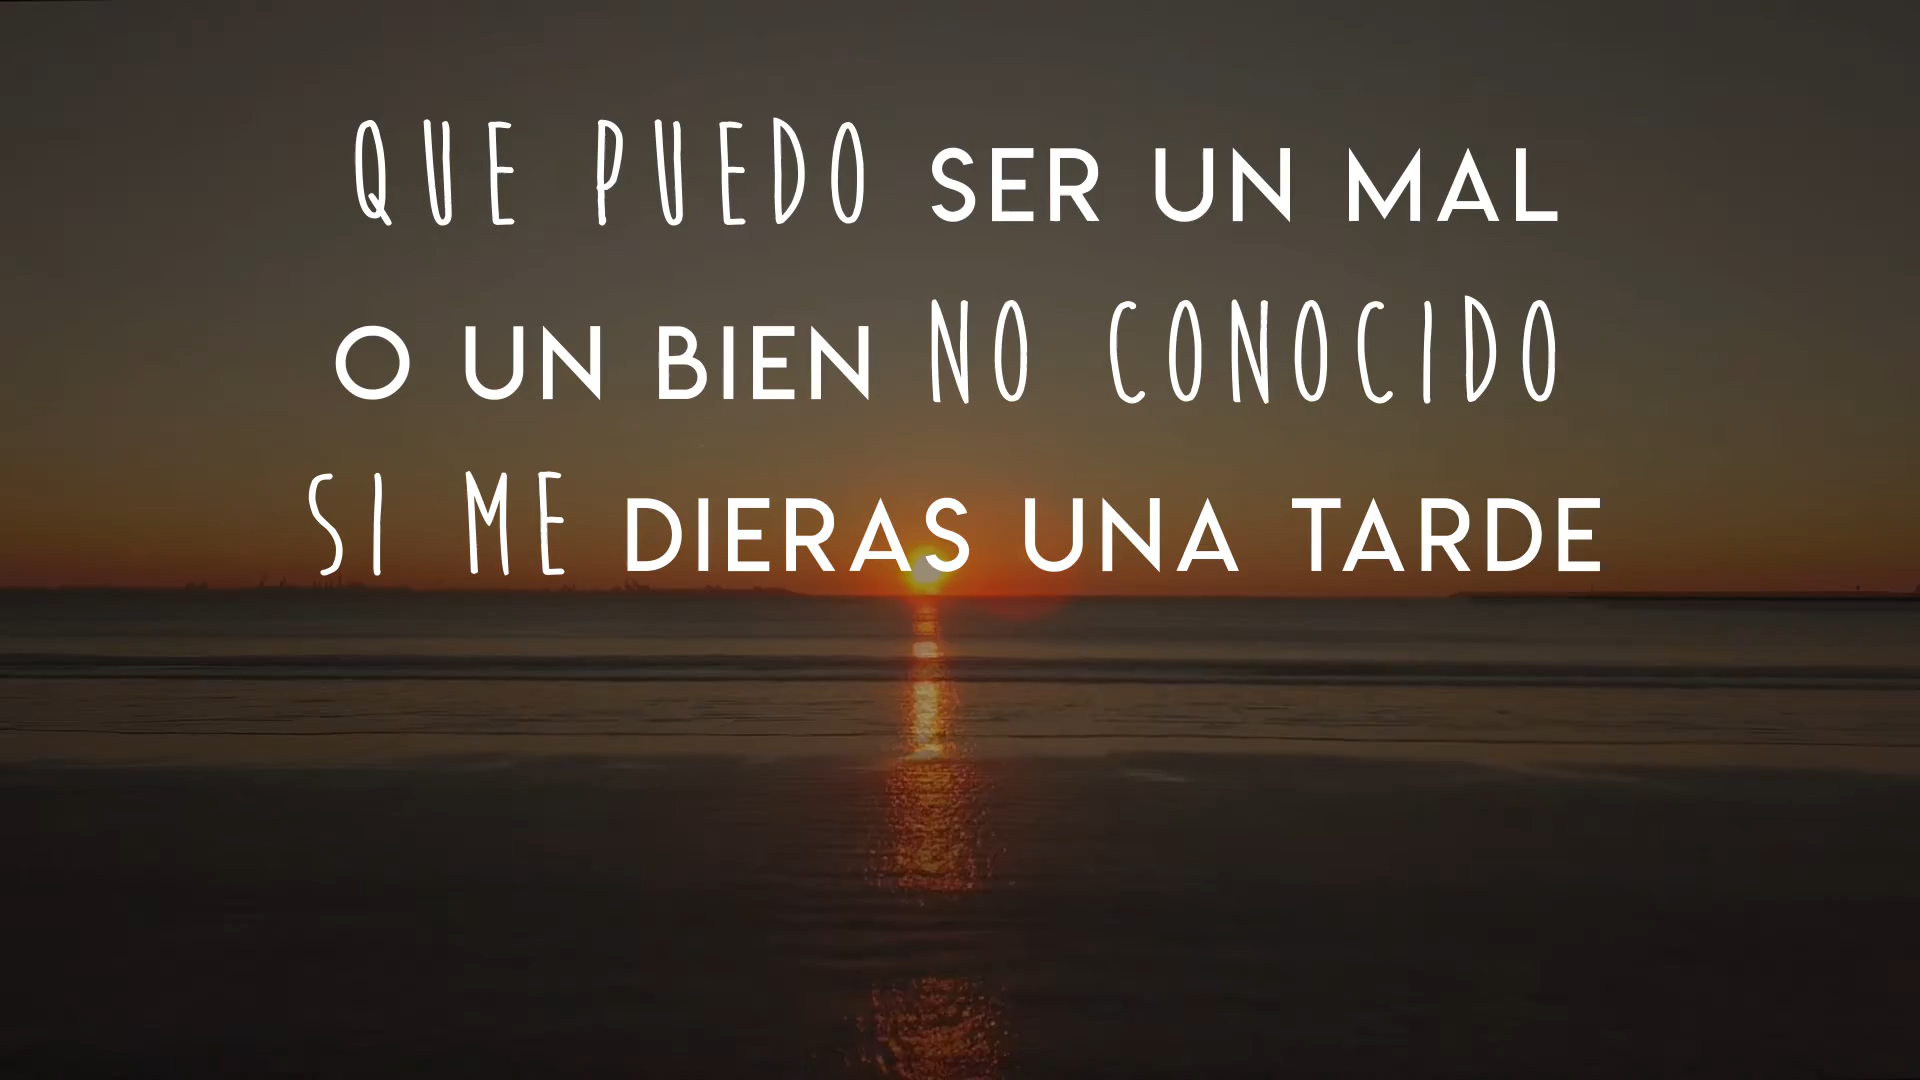 QUE PUEDO SER UN MAL
O UN BIEN NO CONOCIDO
SI ME DIERAS UNA TARDE